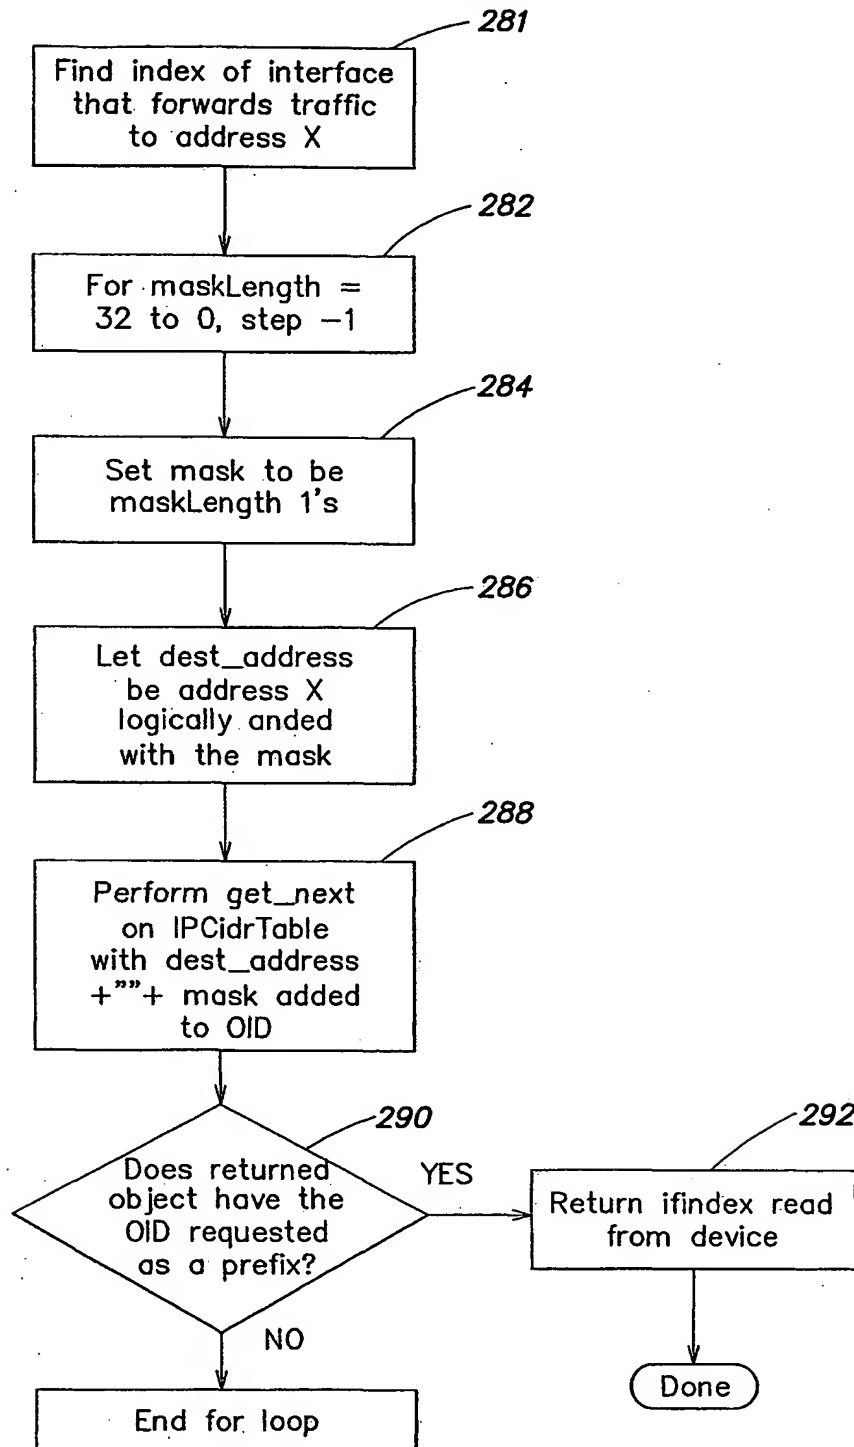 281
Find index of interface
that forwards traffic
to address X
282
For maskLength =
32 to 0, step −1
284
Set mask to be
maskLength 1's
286
Let dest_address
be address X
logically anded
with the mask
288
Perform get_next
on IPCidrTable
with dest_address
+""+ mask added
to OID
290
Does returned
object have the
OID requested
as a prefix?
YES
292
Return ifindex read
from device
NO
Done
End for loop